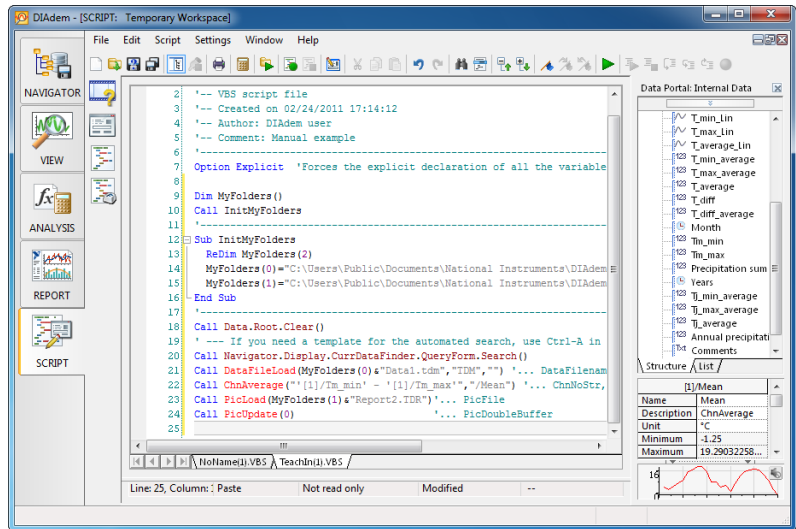 DIAdem - [SCRIPT: Temporary Workspace]
File Edit Script Settings Window Help
NAVIGATOR
VIEW
ANALYSIS
REPORT
SCRIPT
2 '-- VBS script file
3 '-- Created on 02/24/2011 17:14:12
4 '-- Author: DIAdem user
5 '-- Comment: Manual example
6 '-----------------------------------------------------------
7 Option Explicit 'Forces the explicit declaration of all the variable
8
9 Dim MyFolders()
10 Call InitMyFolders
11 '-----------------------------------------------------------
12 Sub InitMyFolders
13 ReDim MyFolders(2)
14 MyFolders(0)="C:\Users\Public\Documents\National Instruments\DIAdem
15 MyFolders(1)="C:\Users\Public\Documents\National Instruments\DIAdem
16 End Sub
17 '-----------------------------------------------------------
18 Call Data.Root.Clear()
19 ' --- If you need a template for the automated search, use Ctrl-A in
20 Call Navigator.Display.CurrDataFinder.QueryForm.Search()
21 Call DataFileLoad(MyFolders(0)&"Data1.tdm","TDM","") '... DataFilenam
22 Call ChnAverage("'[1]/Tm_min' - '[1]/Tm_max'","/Mean") '... ChnNoStr,
23 Call PicLoad(MyFolders(1)&"Report2.TDR")'... PicFile
24 Call PicUpdate(0) '... PicDoubleBuffer
25
NoName(1).VBS TeachIn(1).VBS
Line: 25, Column: 1 Paste Not read only Modified --
Data Portal: Internal Data
T_min_Lin
T_max_Lin
T_average_Lin
T_min_average
T_max_average
T_average
T_diff
T_diff_average
Month
Tm_min
Tm_max
Precipitation sum
Years
Tj_min_average
Tj_max_average
Tj_average
Annual precipitati
Comments
Structure List
[1]/Mean
Name Mean
Description ChnAverage
Unit °C
Minimum -1.25
Maximum 19.29032258...
16
0